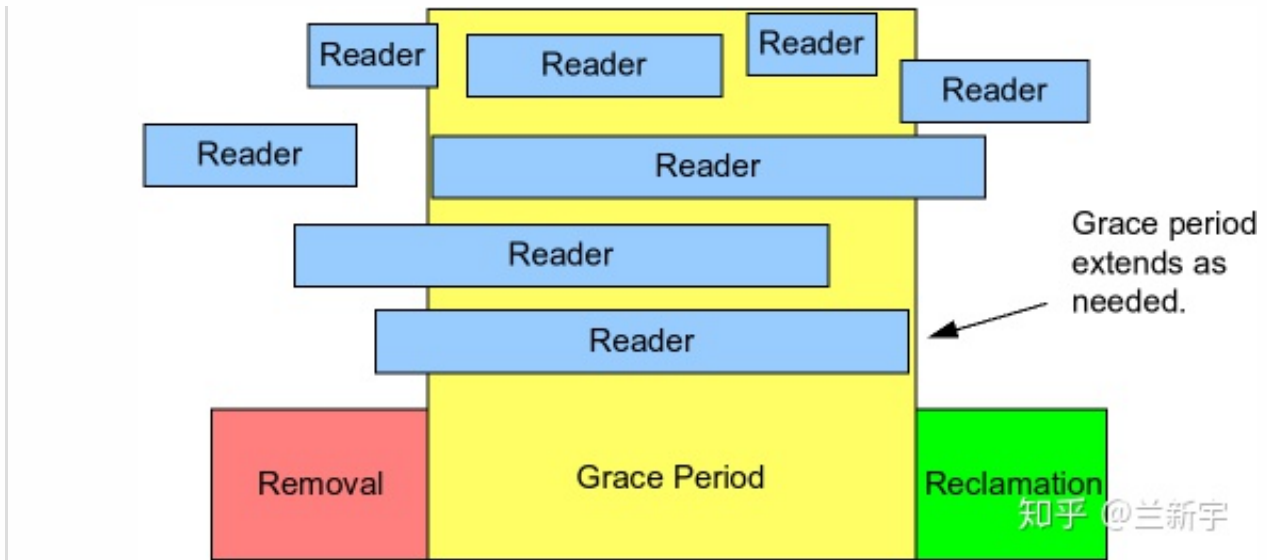 Reader
Reader
Reader
Reader
Reader
Reader
Reader
Reader
Grace period
extends as
needed.
Removal
Grace Period
Reclamation
知乎 @兰新宇